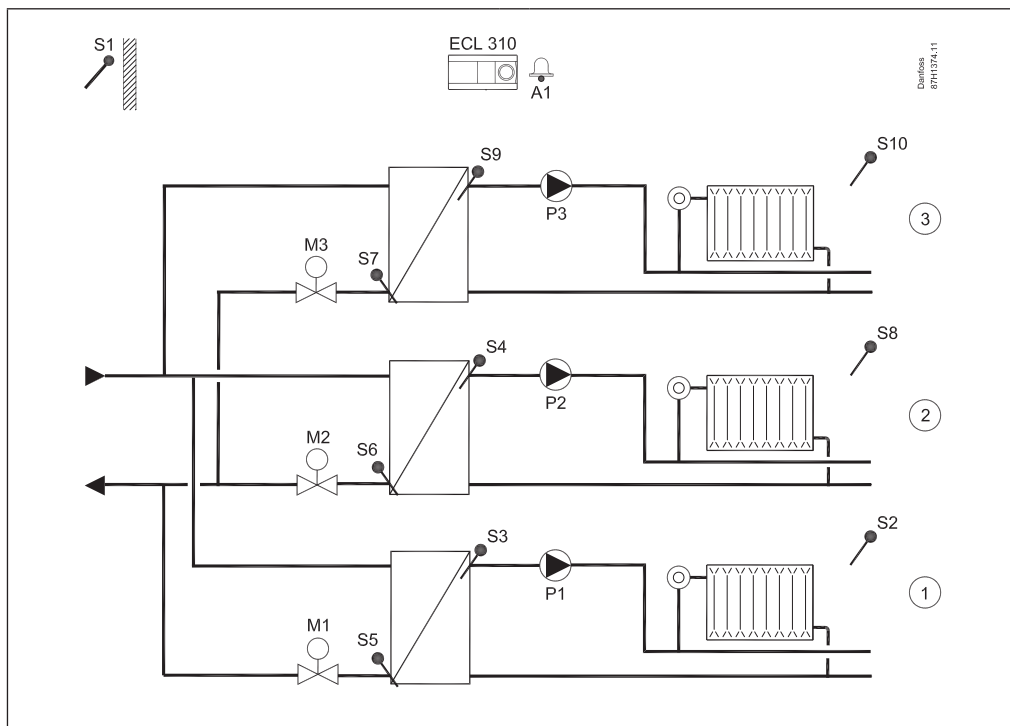 S1
ECL 310
A1
Danfoss
87H1374.11
S10
S9
P3
3
M3
S7
S8
S4
P2
2
M2
S6
S2
S3
P1
1
M1
S5